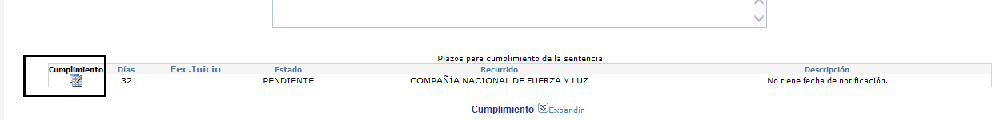 Plazos para cumplimiento de la sentencia
Cumplimiento Días Fec.Inicio Estado Recurrido Descripción
32 PENDIENTE COMPAÑÍA NACIONAL DE FUERZA Y LUZ No tiene fecha de notificación.
Cumplimiento Expandir